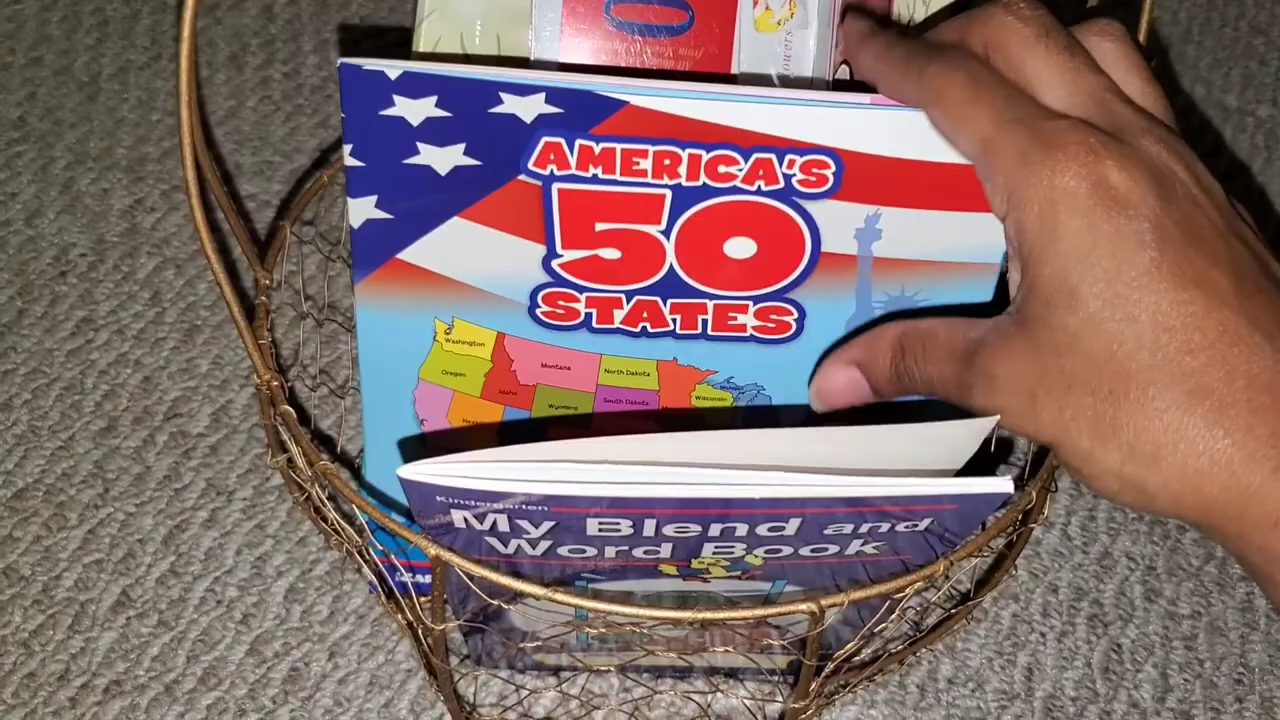 AMERICA'S
50
STATES
Washington
Montana
North Dakota
Oregon
Idaho
Wyoming
South Dakota
Wisconsin
Kindergarten
My Blend and
Word Book